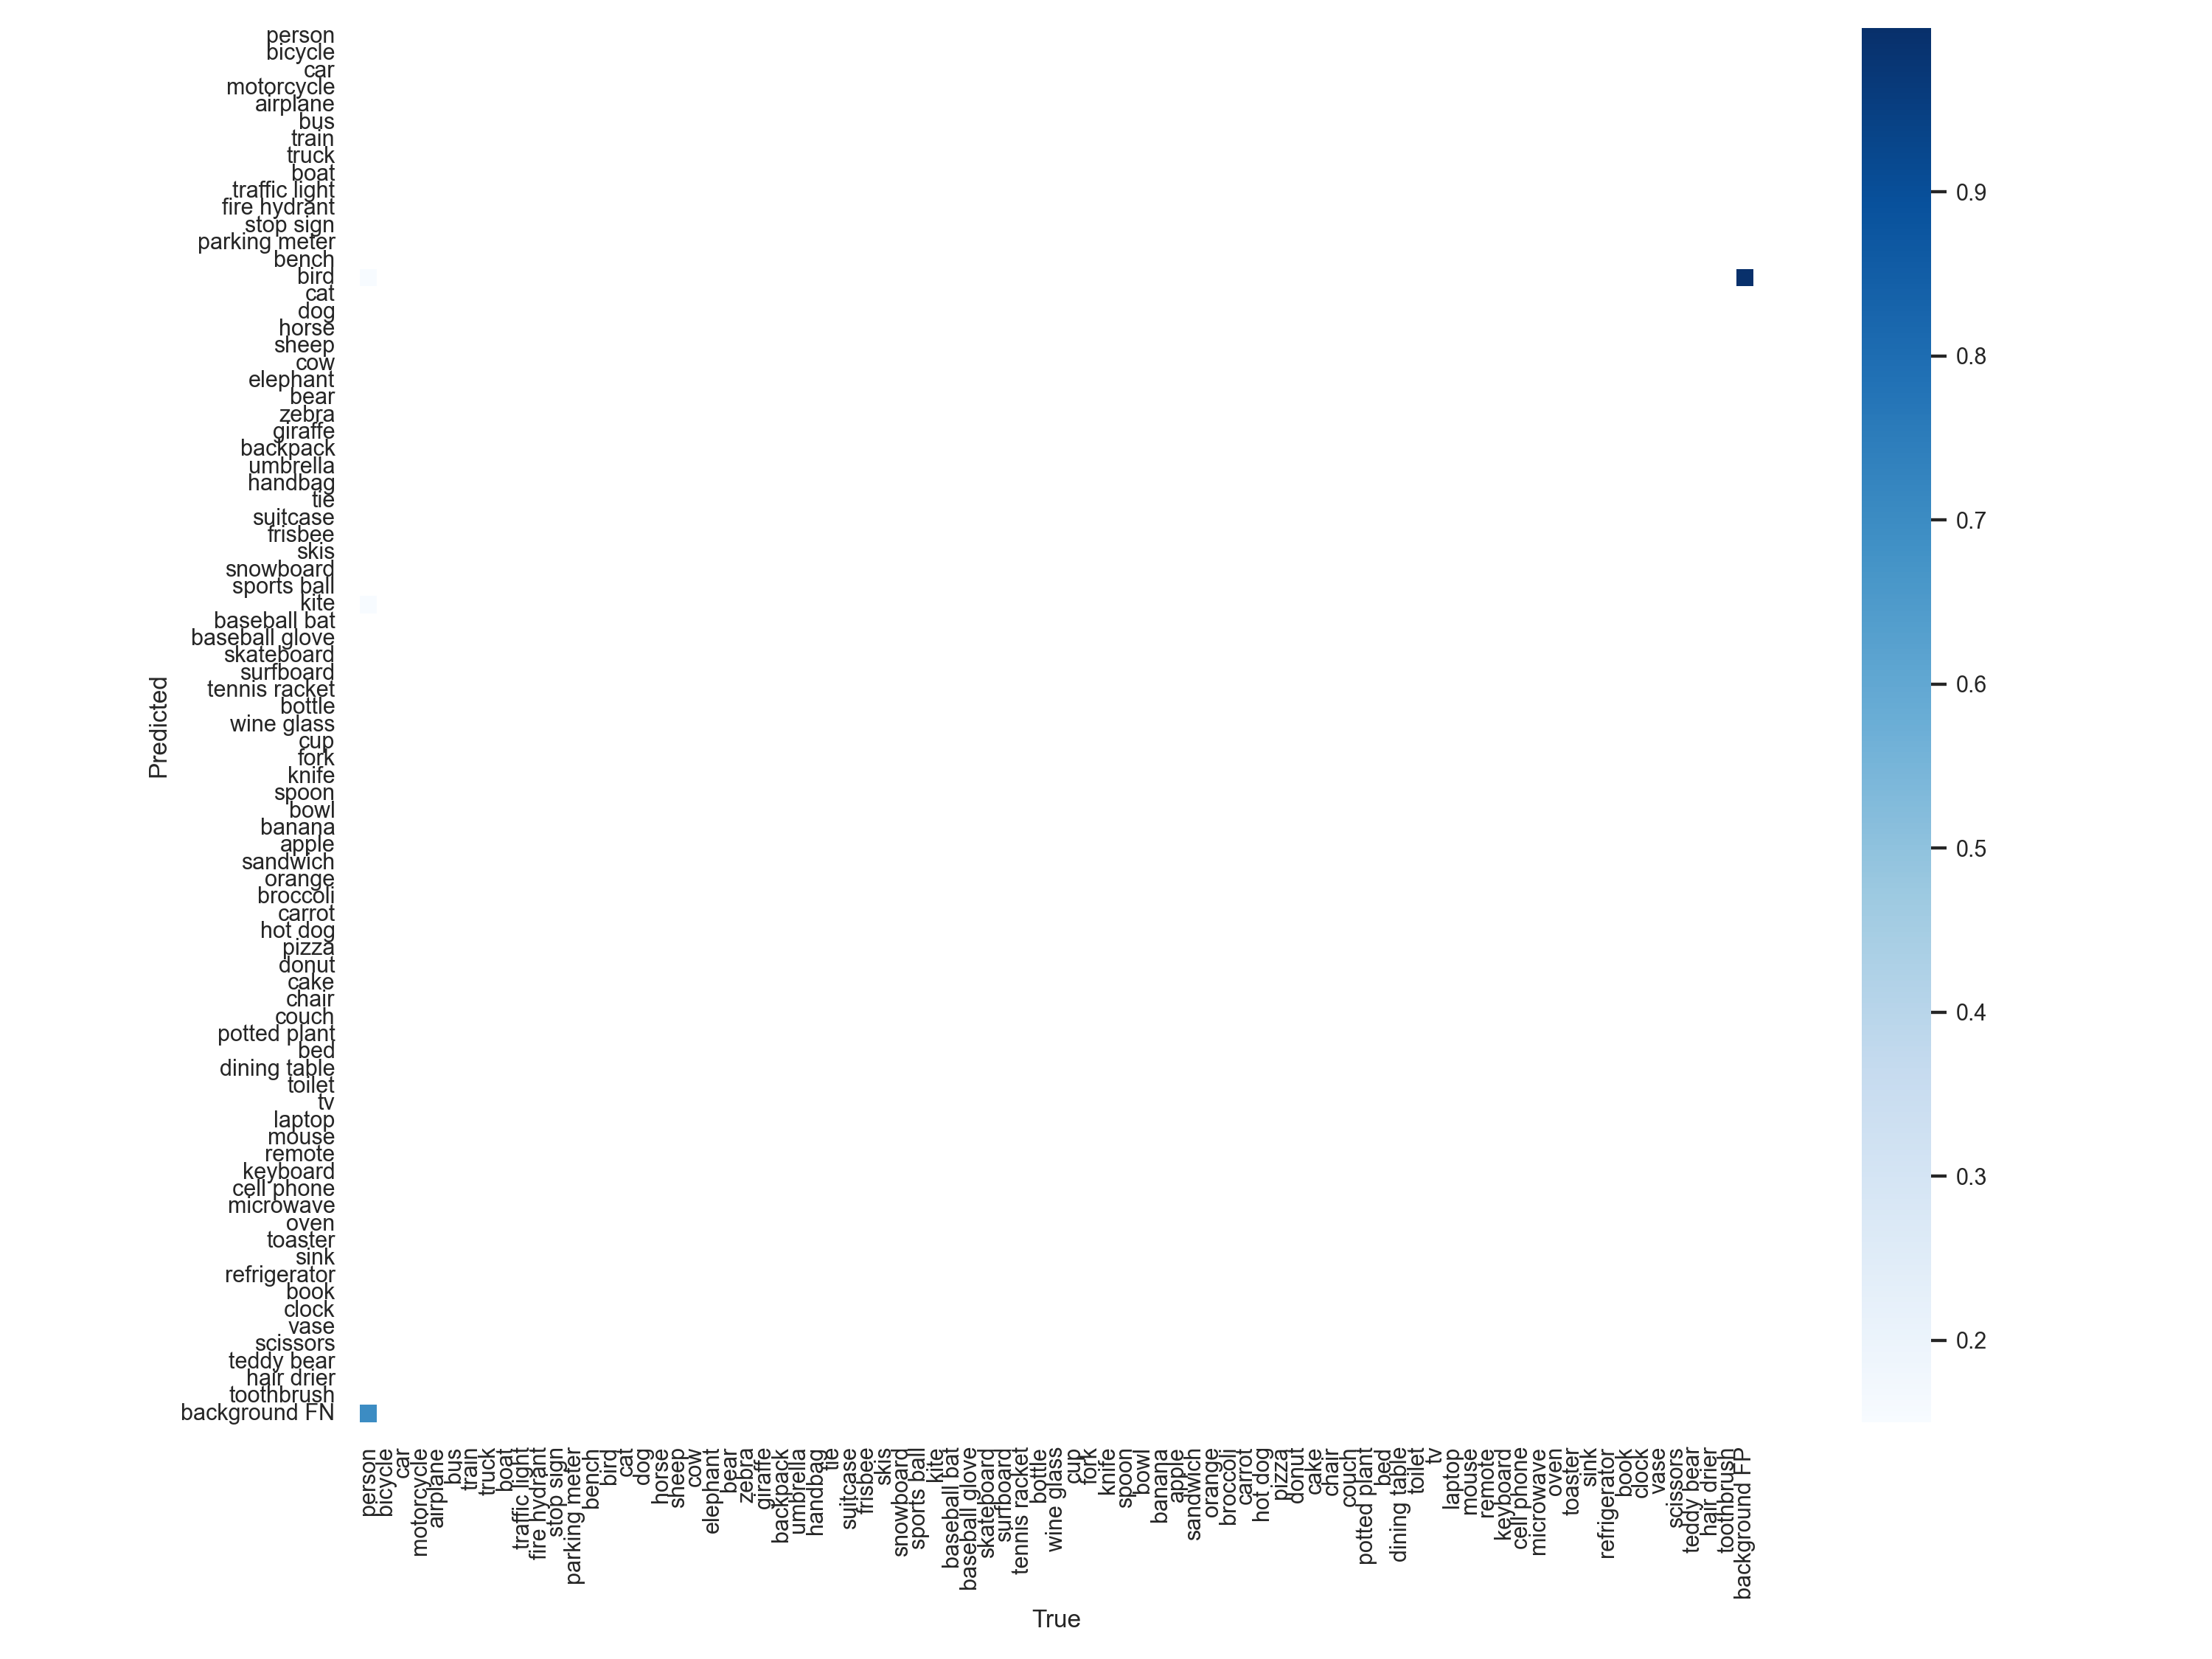 person
bicycle
car
motorcycle
airplane
bus
train
truck
boat
traffic light
fire hydrant
stop sign
parking meter
bench
bird
cat
dog
horse
sheep
cow
elephant
bear
zebra
giraffe
backpack
umbrella
handbag
tie
suitcase
frisbee
skis
snowboard
sports ball
kite
baseball bat
baseball glove
skateboard
surfboard
tennis racket
bottle
wine glass
cup
fork
knife
spoon
bowl
banana
apple
sandwich
orange
broccoli
carrot
hot dog
pizza
donut
cake
chair
couch
potted plant
bed
dining table
toilet
tv
laptop
mouse
remote
keyboard
cell phone
microwave
oven
toaster
sink
refrigerator
book
clock
vase
scissors
teddy bear
hair drier
toothbrush
background FN
Predicted
person
bicycle
car
motorcycle
airplane
bus
train
truck
boat
traffic light
fire hydrant
stop sign
parking meter
bench
bird
cat
dog
horse
sheep
cow
elephant
bear
zebra
giraffe
backpack
umbrella
handbag
tie
suitcase
frisbee
skis
snowboard
sports ball
kite
baseball bat
baseball glove
skateboard
surfboard
tennis racket
bottle
wine glass
cup
fork
knife
spoon
bowl
banana
apple
sandwich
orange
broccoli
carrot
hot dog
pizza
donut
cake
chair
couch
potted plant
bed
dining table
toilet
tv
laptop
mouse
remote
keyboard
cell phone
microwave
oven
toaster
sink
refrigerator
book
clock
vase
scissors
teddy bear
hair drier
toothbrush
background FP
True
0.9
0.8
0.7
0.6
0.5
0.4
0.3
0.2